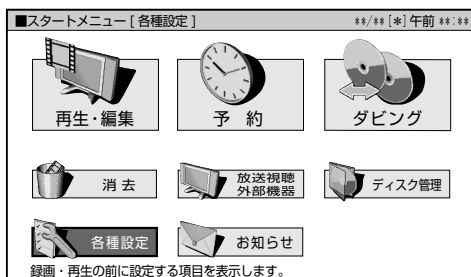 ■スタートメニュー [ 各種設定 ]
**/** [*] 午前 **:**
再生・編集
予 約
ダビング
消 去
放送視聴
外部機器
ディスク管理
各種設定
お知らせ
録画・再生の前に設定する項目を表示します。